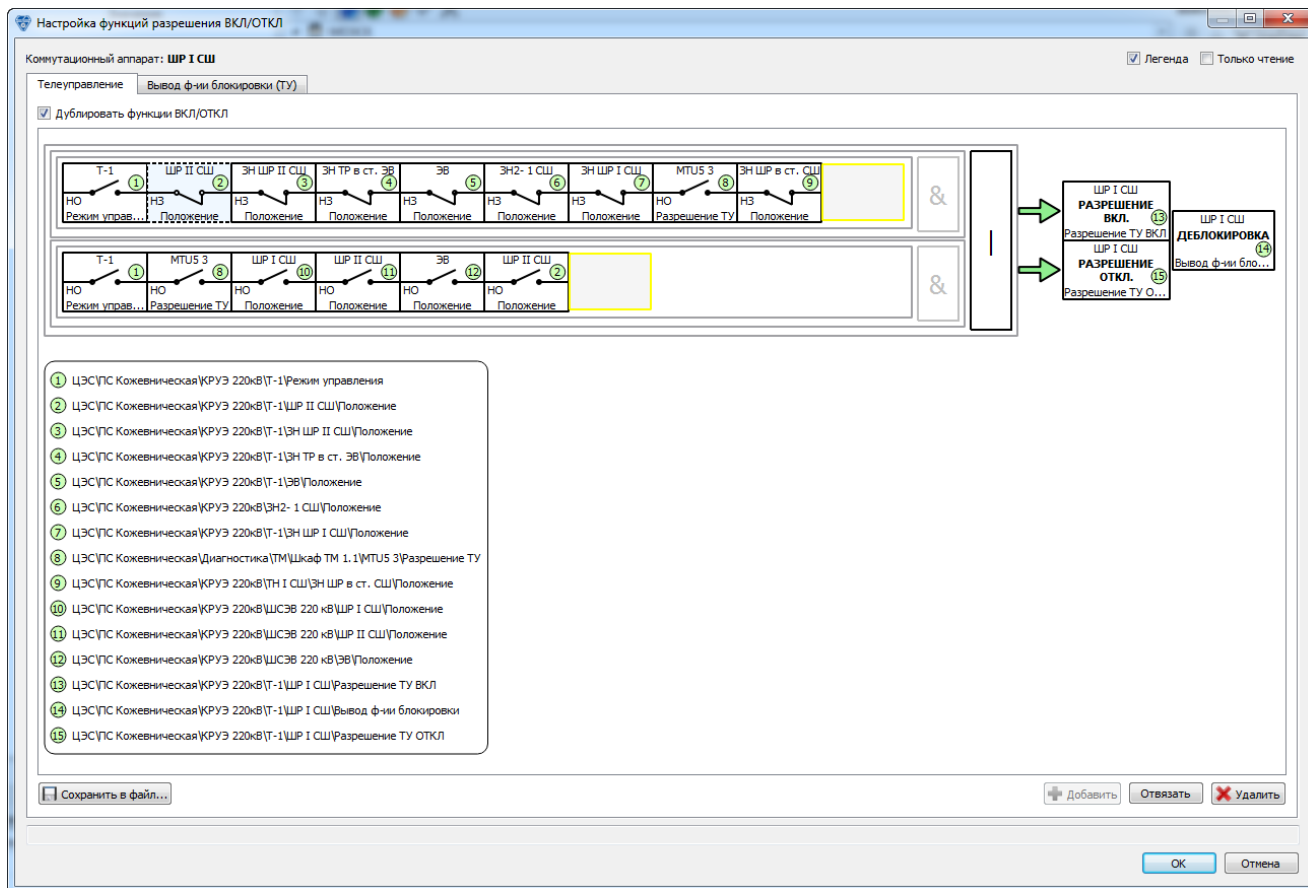 Настройка функций разрешения ВКЛ/ОТКЛ
Коммутационный аппарат: ШР I СШ
Легенда
Только чтение
Телеуправление
Вывод ф-ии блокировки (ТУ)
Дублировать функции ВКЛ/ОТКЛ
Т-1 ШР II СШ ЗН ШР II СШ ЗН ТР в ст. ЭВ ЭВ ЗН2- 1 СШ ЗН ШР I СШ MTU5 3 ЗН ШР в ст. СШ
1 2 3 4 5 6 7 8 9
НО НЗ НЗ НЗ НЗ НЗ НЗ НО НЗ
Режим управ... Положение Положение Положение Положение Положение Положение Разрешение ТУ Положение
&
Т-1 MTU5 3 ШР I СШ ШР II СШ ЭВ ШР II СШ
1 8 10 11 12 2
НО НО НО НО НО НО
Режим управ... Разрешение ТУ Положение Положение Положение Положение
&
|
ШР I СШ
РАЗРЕШЕНИЕ
ВКЛ. 13
Разрешение ТУ ВКЛ
ШР I СШ
РАЗРЕШЕНИЕ
ОТКЛ. 15
Разрешение ТУ О...
ШР I СШ
ДЕБЛОКИРОВКА
14
Вывод ф-ии бло...
1 ЦЭС\ПС Кожевническая\КРУЭ 220кВ\Т-1\Режим управления
2 ЦЭС\ПС Кожевническая\КРУЭ 220кВ\Т-1\ШР II СШ\Положение
3 ЦЭС\ПС Кожевническая\КРУЭ 220кВ\Т-1\ЗН ШР II СШ\Положение
4 ЦЭС\ПС Кожевническая\КРУЭ 220кВ\Т-1\ЗН ТР в ст. ЭВ\Положение
5 ЦЭС\ПС Кожевническая\КРУЭ 220кВ\Т-1\ЭВ\Положение
6 ЦЭС\ПС Кожевническая\КРУЭ 220кВ\ЗН2- 1 СШ\Положение
7 ЦЭС\ПС Кожевническая\КРУЭ 220кВ\Т-1\ЗН ШР I СШ\Положение
8 ЦЭС\ПС Кожевническая\Диагностика\ТМ\Шкаф ТМ 1.1\MTU5 3\Разрешение ТУ
9 ЦЭС\ПС Кожевническая\КРУЭ 220кВ\ТН I СШ\ЗН ШР в ст. СШ\Положение
10 ЦЭС\ПС Кожевническая\КРУЭ 220кВ\ШСЭВ 220 кВ\ШР I СШ\Положение
11 ЦЭС\ПС Кожевническая\КРУЭ 220кВ\ШСЭВ 220 кВ\ШР II СШ\Положение
12 ЦЭС\ПС Кожевническая\КРУЭ 220кВ\ШСЭВ 220 кВ\ЭВ\Положение
13 ЦЭС\ПС Кожевническая\КРУЭ 220кВ\Т-1\ШР I СШ\Разрешение ТУ ВКЛ
14 ЦЭС\ПС Кожевническая\КРУЭ 220кВ\Т-1\ШР I СШ\Вывод ф-ии блокировки
15 ЦЭС\ПС Кожевническая\КРУЭ 220кВ\Т-1\ШР I СШ\Разрешение ТУ ОТКЛ
Сохранить в файл...
Добавить
Отвязать
Удалить
ОК
Отмена